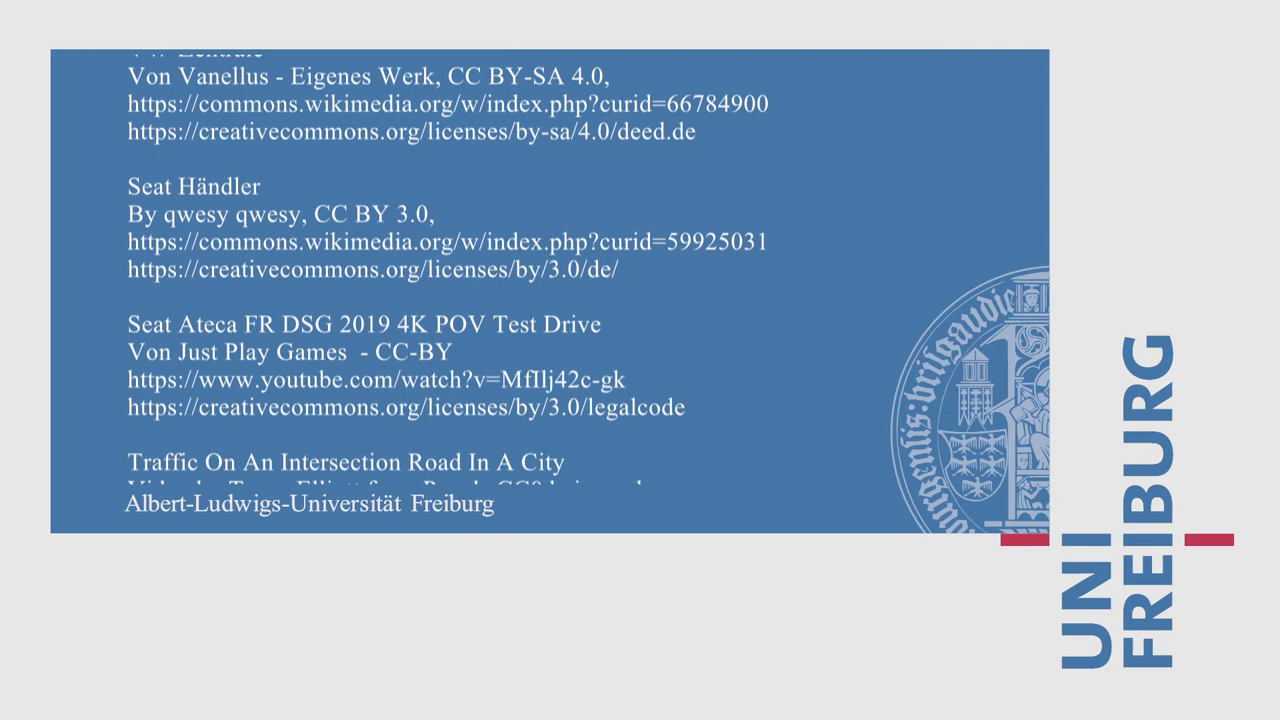 Von Vanellus - Eigenes Werk, CC BY-SA 4.0,
https://commons.wikimedia.org/w/index.php?curid=66784900
https://creativecommons.org/licenses/by-sa/4.0/deed.de
Seat Händler
By qwesy qwesy, CC BY 3.0,
https://commons.wikimedia.org/w/index.php?curid=59925031
https://creativecommons.org/licenses/by/3.0/de/
Seat Ateca FR DSG 2019 4K POV Test Drive
Von Just Play Games - CC-BY
https://www.youtube.com/watch?v=MfIlj42c-gk
https://creativecommons.org/licenses/by/3.0/legalcode
Traffic On An Intersection Road In A City
Albert-Ludwigs-Universität Freiburg
UNI
FREIBURG